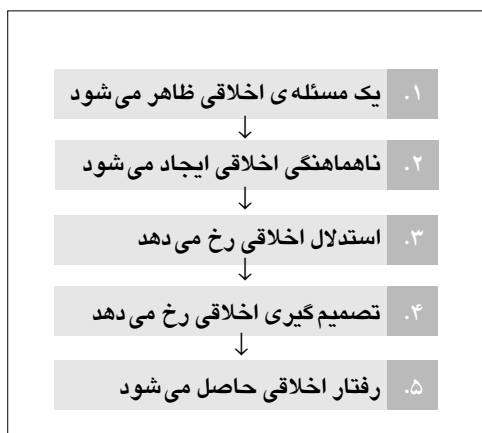 ۱. یک مسئله ی اخلاقی ظاهر می شود
۲. ناهماهنگی اخلاقی ایجاد می شود
۳. استدلال اخلاقی رخ می دهد
۴. تصمیم گیری اخلاقی رخ می دهد
۵. رفتار اخلاقی حاصل می شود